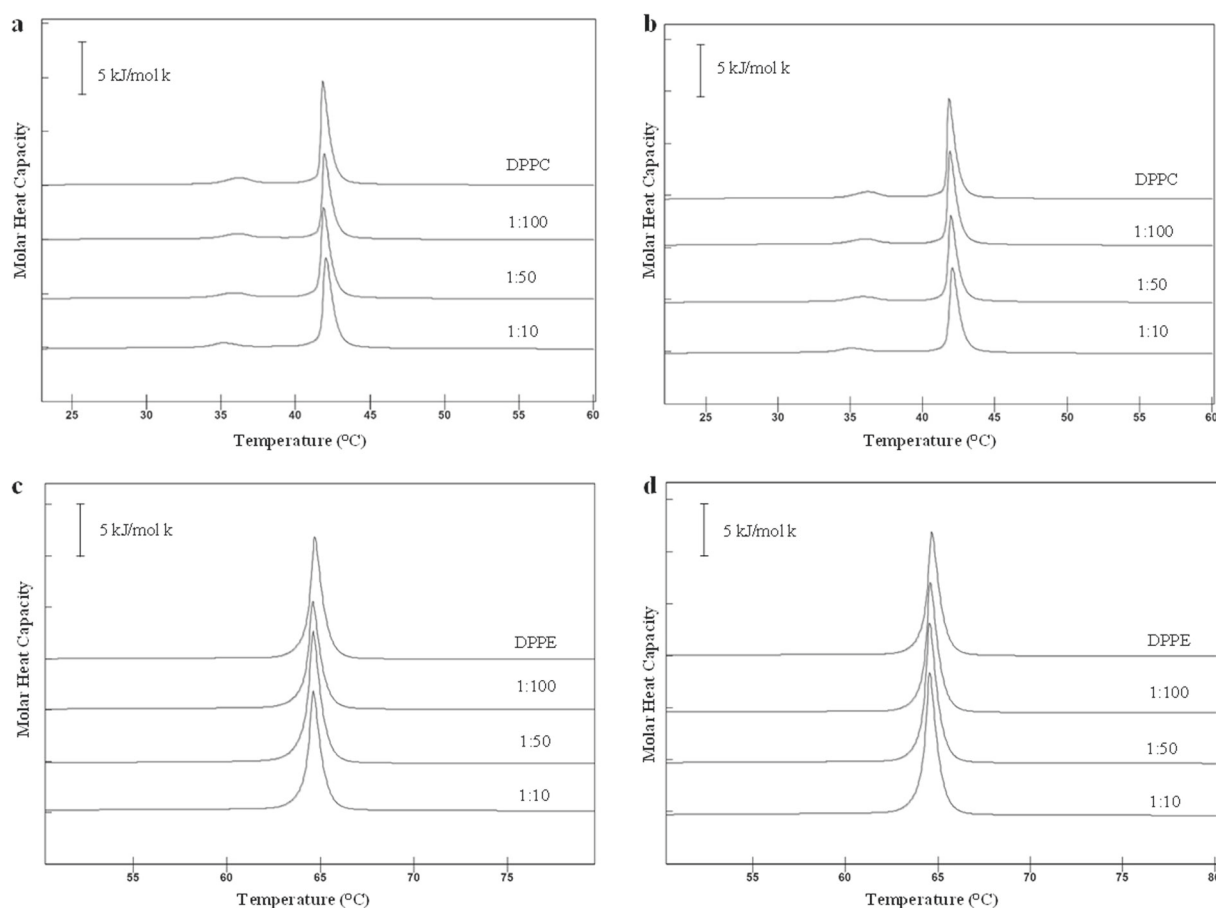 a
5 kJ/mol k
Molar Heat Capacity
DPPC
1:100
1:50
1:10
25 30 35 40 45 50 55 60
Temperature (°C)
b
5 kJ/mol k
Molar Heat Capacity
DPPC
1:100
1:50
1:10
25 30 35 40 45 50 55 60
Temperature (°C)
c
5 kJ/mol k
Molar Heat Capacity
DPPE
1:100
1:50
1:10
55 60 65 70 75
Temperature (°C)
d
5 kJ/mol k
Molar Heat Capacity
DPPE
1:100
1:50
1:10
55 60 65 70 75 80
Temperature (°C)